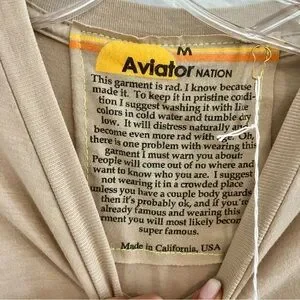 M
Aviator NATION
This garment is rad. I know because I
made it. To keep it in pristine condi-
tion I suggest washing it with like
colors in cold water and tumble dry
low. It will distress naturally and
become even more rad with age. Oh,
there is one problem with wearing this
garment I must warn you about:
People will come out of no where and
want to know who you are. I suggest
not wearing it in a crowded place
unless you have a couple body guards
then it's probably ok, and if you're
already famous and wearing this
garment you will most likely become
super famous.
Made in California, USA